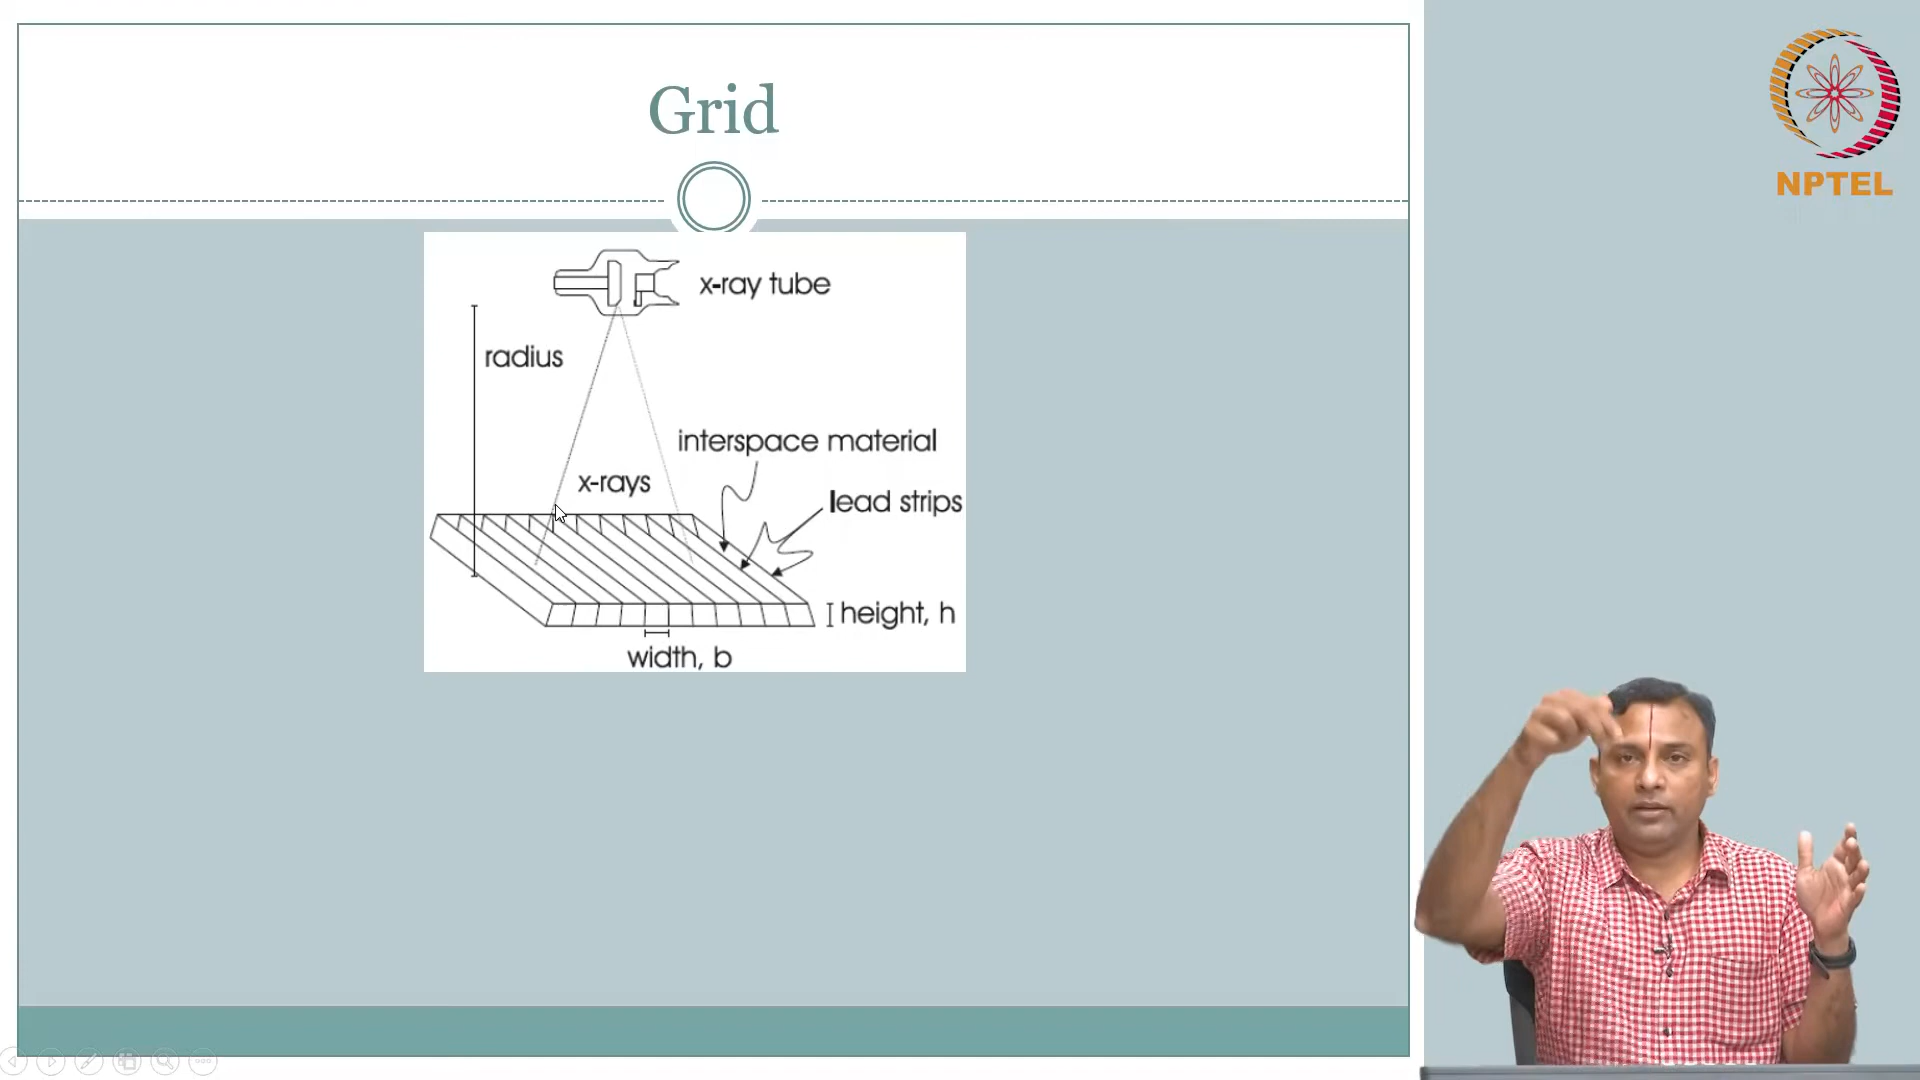 Grid
NPTEL
x-ray tube
radius
interspace material
x-rays
lead strips
height, h
width, b